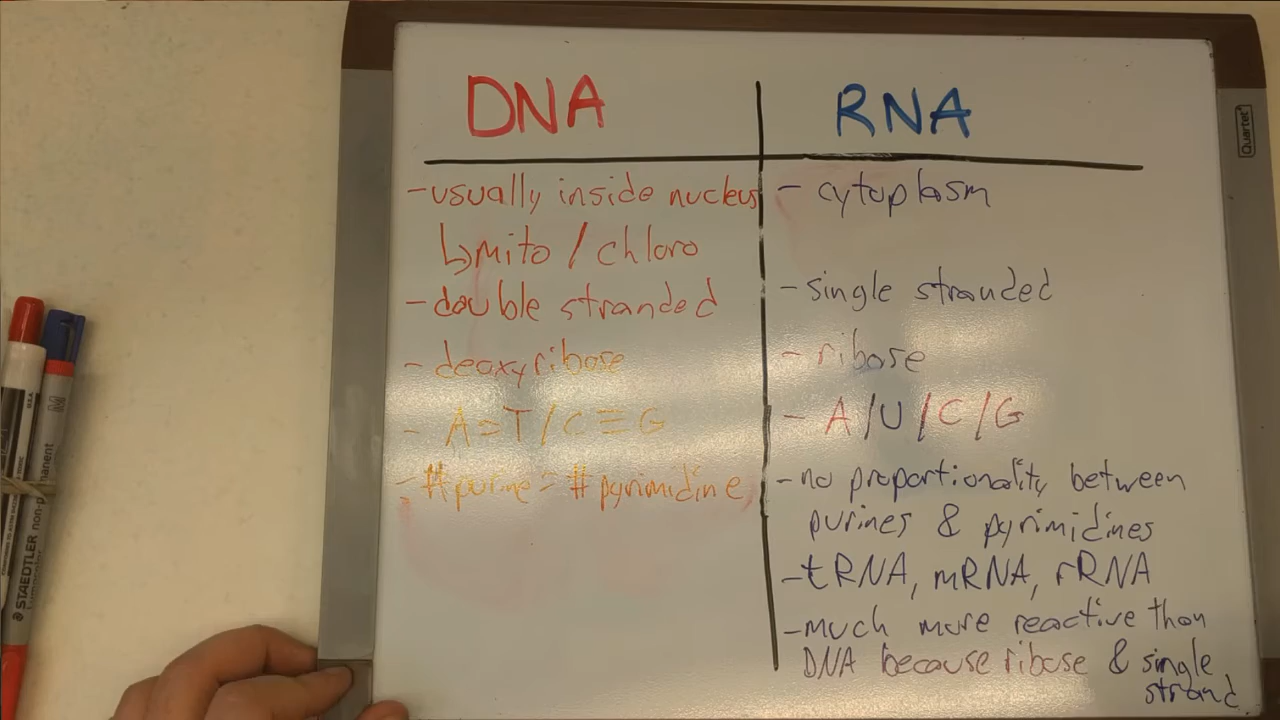 DNA
RNA
-usually inside nucleus
↳mito / chloro
-double stranded
- deoxyribose
- A=T / C≡G
- #purine = #pyrimidine
- cytoplasm
-single stranded
- ribose
- A/U/C/G
-no proportionality between
purines & pyrimidines
-tRNA, mRNA, rRNA
-much more reactive than
DNA because ribose & single
strand
Quartet
STAEDTLER non-permanent
Lumocolor
M